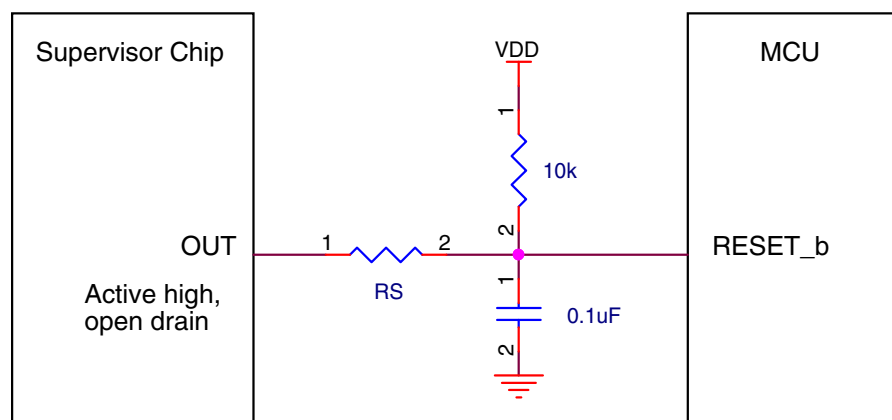 Supervisor Chip
VDD
MCU
1
10k
2
OUT
1
2
RESET_b
Active high,
open drain
RS
1
0.1uF
2